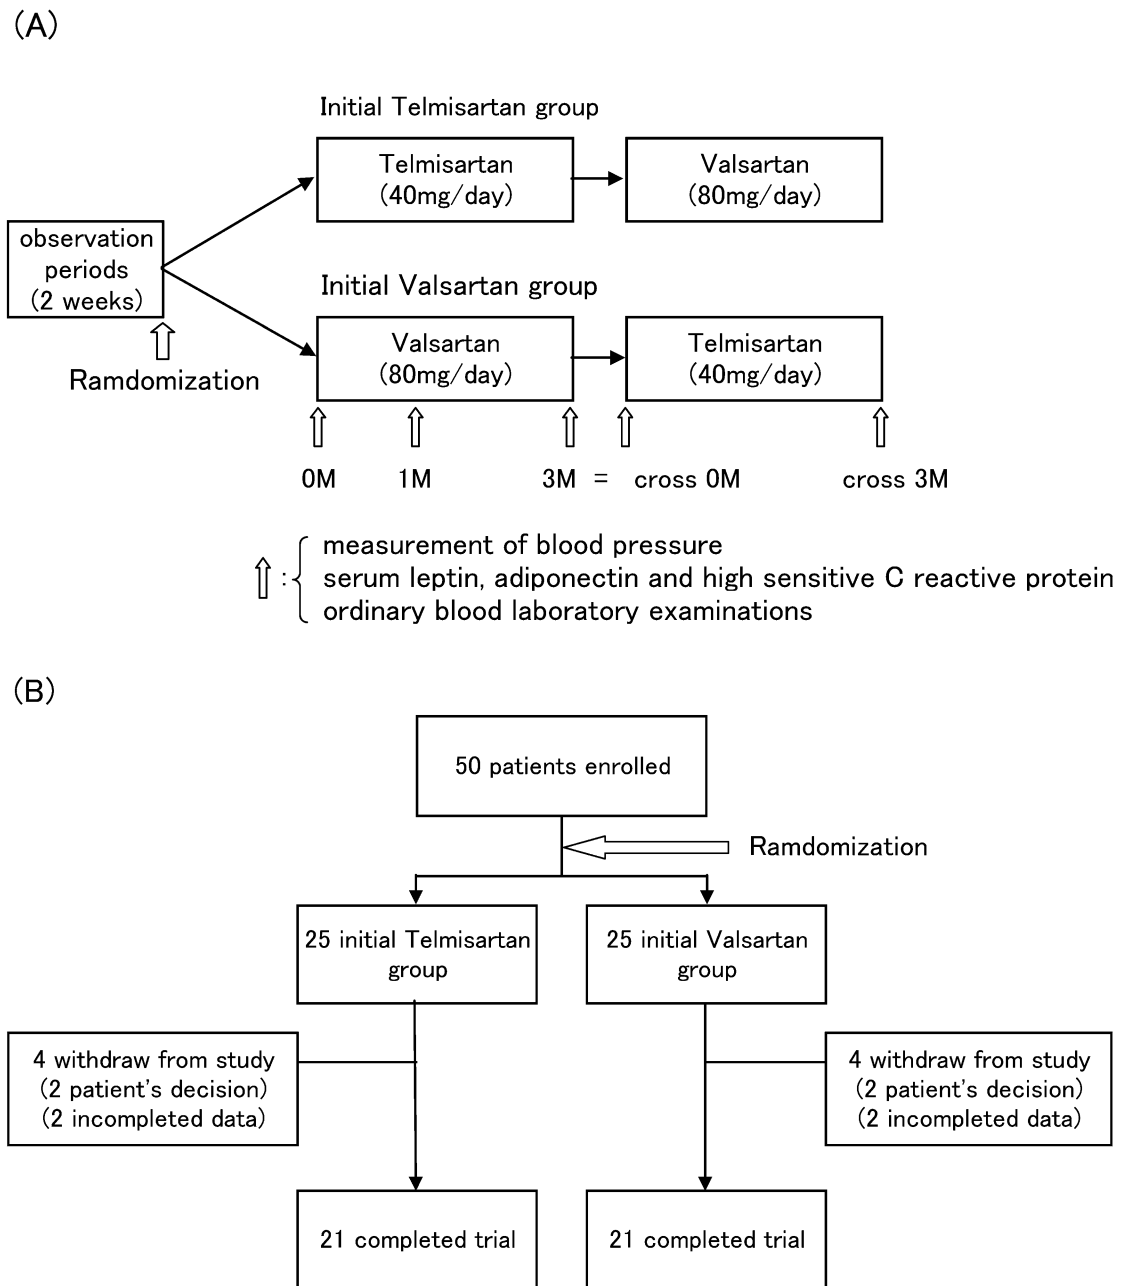 (A)
Initial Telmisartan group
Telmisartan
(40mg/day)
Valsartan
(80mg/day)
observation
periods
(2 weeks)
Ramdomization
Initial Valsartan group
Valsartan
(80mg/day)
Telmisartan
(40mg/day)
0M 1M 3M = cross 0M cross 3M
: measurement of blood pressure
serum leptin, adiponectin and high sensitive C reactive protein
ordinary blood laboratory examinations
(B)
50 patients enrolled
Ramdomization
25 initial Telmisartan
group
25 initial Valsartan
group
4 withdraw from study
(2 patient's decision)
(2 incompleted data)
4 withdraw from study
(2 patient's decision)
(2 incompleted data)
21 completed trial
21 completed trial